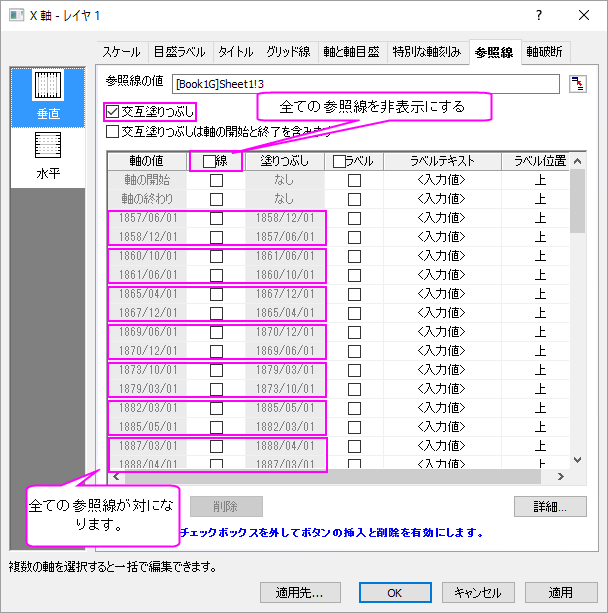 X 軸 - レイヤ 1
スケール 目盛ラベル タイトル グリッド線 軸と軸目盛 特別な軸刻み 参照線 軸破断
垂直
水平
参照線の値 [Book1G]Sheet1!3
交互塗りつぶし
全ての参照線を非表示にする
交互塗りつぶしは軸の開始と終了を含みます
軸の値 線 塗りつぶし ラベル ラベルテキスト ラベル位置
軸の開始 なし <入力値> 上
軸の終わり なし <入力値> 上
1857/06/01 1858/12/01 <入力値> 上
1858/12/01 1857/06/01 <入力値> 上
1860/10/01 1861/06/01 <入力値> 上
1861/06/01 1860/10/01 <入力値> 上
1865/04/01 1867/12/01 <入力値> 上
1867/12/01 1865/04/01 <入力値> 上
1869/06/01 1870/12/01 <入力値> 上
1870/12/01 1869/06/01 <入力値> 上
1873/10/01 1879/03/01 <入力値> 上
1879/03/01 1873/10/01 <入力値> 上
1882/03/01 1885/05/01 <入力値> 上
1885/05/01 1882/03/01 <入力値> 上
1887/03/01 1888/04/01 <入力値> 上
1888/04/01 1887/03/01 <入力値> 上
全ての参照線が対にな
ります。
削除 詳細...
チェックボックスを外してボタンの挿入と削除を有効にします。
複数の軸を選択すると一括で編集できます。
適用先... OK キャンセル 適用